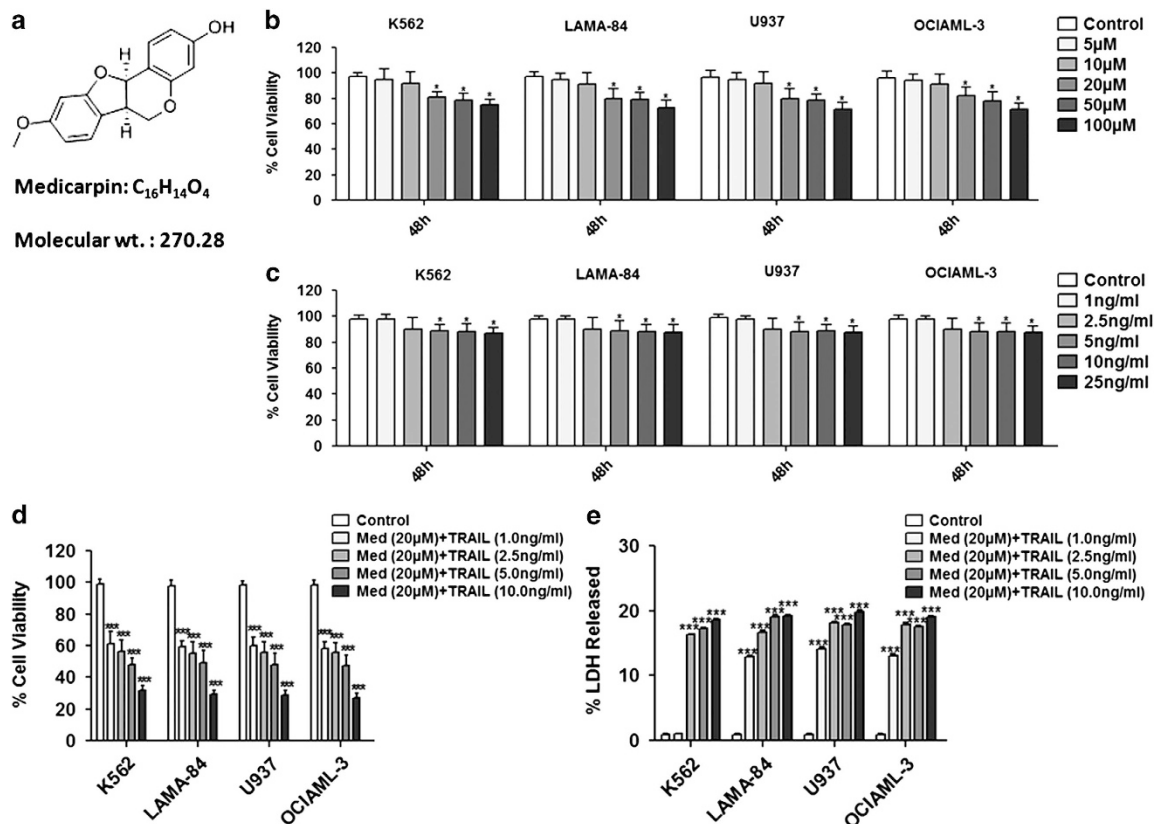 a
OH
H
O
O
H
O
Medicarpin: C₁₆H₁₄O₄
Molecular wt. : 270.28
b
K562 LAMA-84 U937 OCIAML-3
% Cell Viability
120
100
80
60
40
20
0
* * * * * * * * * * * *
48h 48h 48h 48h
Control
5µM
10µM
20µM
50µM
100µM
c
K562 LAMA-84 U937 OCIAML-3
% Cell Viability
120
100
80
60
40
20
0
* * * * * * * * * * * *
48h 48h 48h 48h
Control
1ng/ml
2.5ng/ml
5ng/ml
10ng/ml
25ng/ml
d
Control
Med (20µM)+TRAIL (1.0ng/ml)
Med (20µM)+TRAIL (2.5ng/ml)
Med (20µM)+TRAIL (5.0ng/ml)
Med (20µM)+TRAIL (10.0ng/ml)
% Cell Viability
120
100
80
60
40
20
0
*** *** *** *** *** *** *** *** *** *** *** *** *** *** *** ***
K562 LAMA-84 U937 OCIAML-3
e
Control
Med (20µM)+TRAIL (1.0ng/ml)
Med (20µM)+TRAIL (2.5ng/ml)
Med (20µM)+TRAIL (5.0ng/ml)
Med (20µM)+TRAIL (10.0ng/ml)
% LDH Released
30
20
10
0
*** *** *** *** *** *** *** *** *** *** *** *** *** *** ***
K562 LAMA-84 U937 OCIAML-3